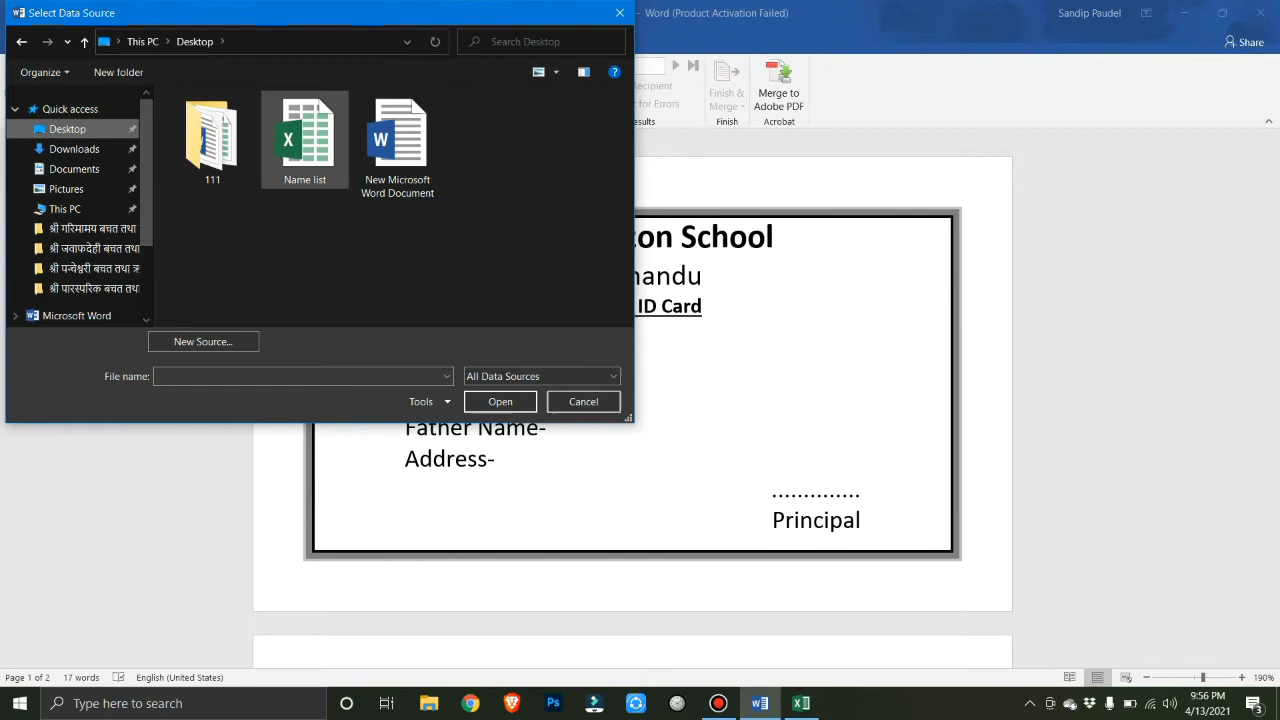 Select Data Source
- Word (Product Activation Failed)
Sandip Paudel
This PC
Desktop
Search Desktop
Share
Organize
New folder
Recipient
for Errors
Finish &
Merge
Finish
Merge to
Adobe PDF
Acrobat
Quick access
Desktop
Downloads
Documents
Pictures
This PC
श्री गरिमामय बचत तथा
श्री जवाफदेही बचत तथा
श्री पन्चेश्वरी बचत तथा
श्री पारस्परिक बचत तथा
Microsoft Word
111
Name list
New Microsoft
Word Document
New Source...
File name:
All Data Sources
Tools
Open
Cancel
School
ID Card
Father Name-
Address-
..............
Principal
Page 1 of 2
17 words
English (United States)
190%
Type here to search
9:56 PM
4/13/2021
3